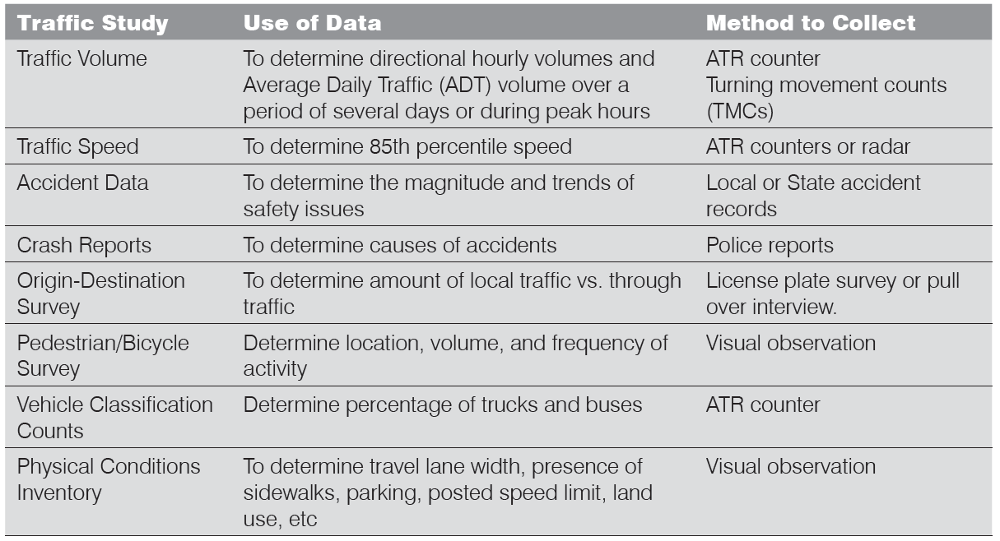 Traffic Study Use of Data Method to Collect
Traffic Volume To determine directional hourly volumes and ATR counter
Average Daily Traffic (ADT) volume over a Turning movement counts
period of several days or during peak hours (TMCs)
Traffic Speed To determine 85th percentile speed ATR counters or radar
Accident Data To determine the magnitude and trends of Local or State accident
safety issues records
Crash Reports To determine causes of accidents Police reports
Origin-Destination To determine amount of local traffic vs. through License plate survey or pull
Survey traffic over interview.
Pedestrian/Bicycle Determine location, volume, and frequency of Visual observation
Survey activity
Vehicle Classification Determine percentage of trucks and buses ATR counter
Counts
Physical Conditions To determine travel lane width, presence of Visual observation
Inventory sidewalks, parking, posted speed limit, land
use, etc